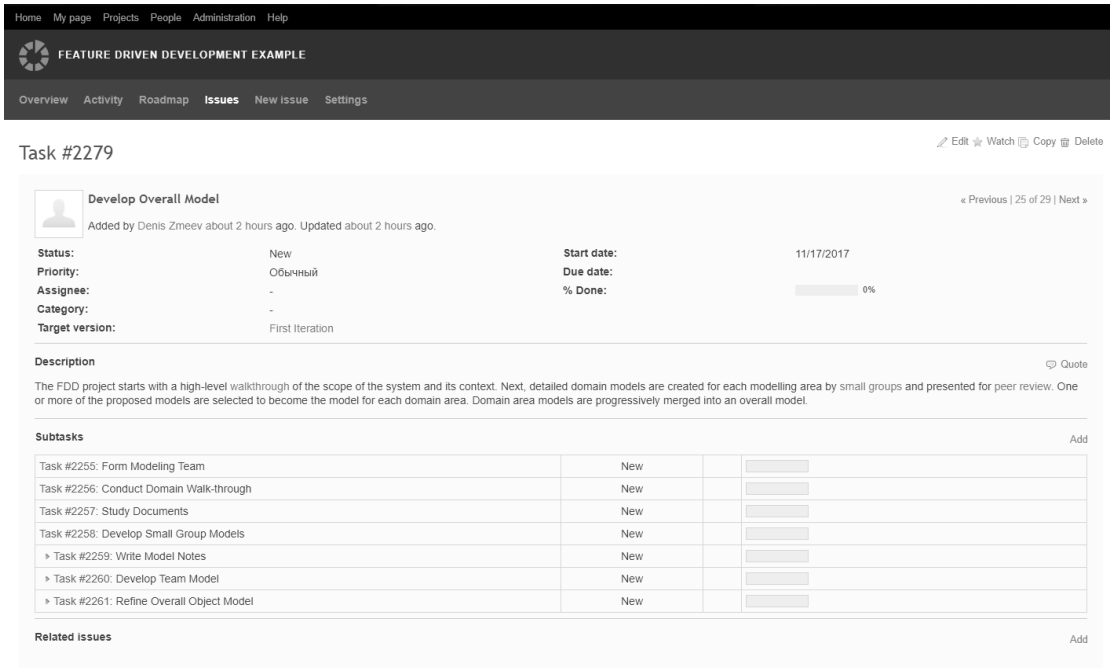 Home My page Projects People Administration Help
FEATURE DRIVEN DEVELOPMENT EXAMPLE
Overview Activity Roadmap Issues New issue Settings
Task #2279
Edit Watch Copy Delete
Develop Overall Model
« Previous | 25 of 29 | Next »
Added by Denis Zmeev about 2 hours ago. Updated about 2 hours ago.
Status: New Start date: 11/17/2017
Priority: Обычный Due date:
Assignee: - % Done: 0%
Category: -
Target version: First Iteration
Description
Quote
The FDD project starts with a high-level walkthrough of the scope of the system and its context. Next, detailed domain models are created for each modelling area by small groups and presented for peer review. One
or more of the proposed models are selected to become the model for each domain area. Domain area models are progressively merged into an overall model.
Subtasks
Add
Task #2255: Form Modeling Team New
Task #2256: Conduct Domain Walk-through New
Task #2257: Study Documents New
Task #2258: Develop Small Group Models New
Task #2259: Write Model Notes New
Task #2260: Develop Team Model New
Task #2261: Refine Overall Object Model New
Related issues
Add